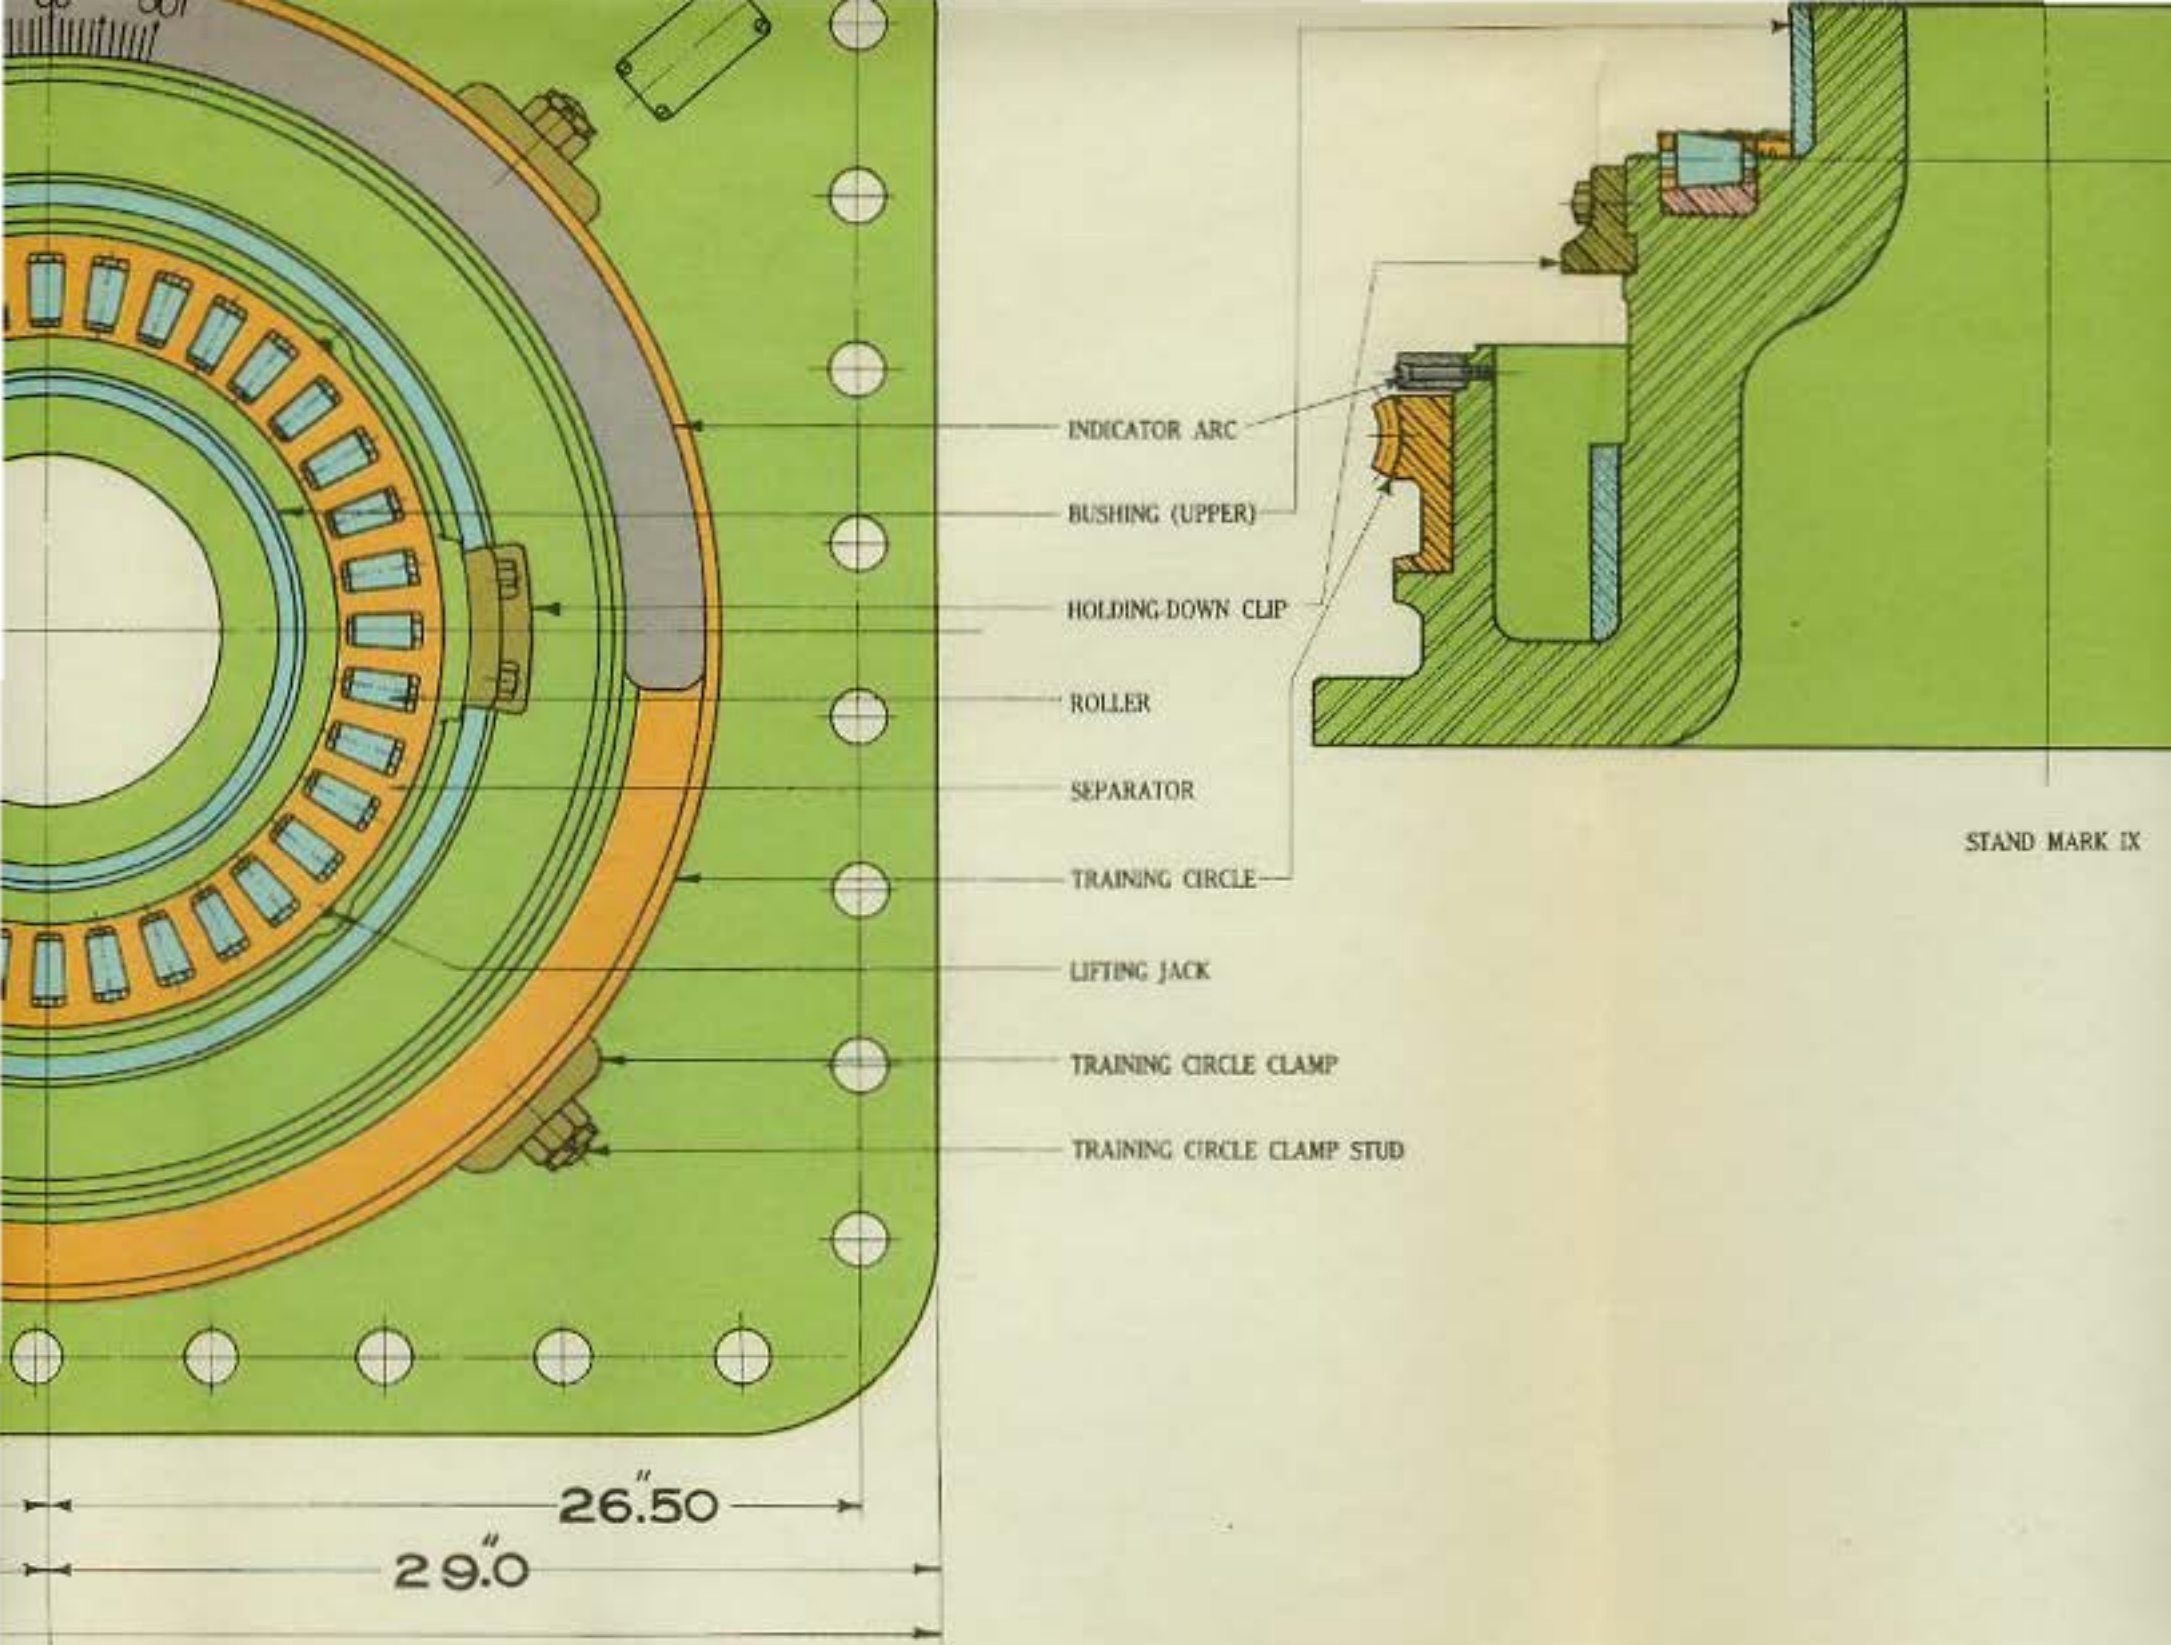 INDICATOR ARC
BUSHING (UPPER)
HOLDING-DOWN CLIP
ROLLER
SEPARATOR
TRAINING CIRCLE
LIFTING JACK
TRAINING CIRCLE CLAMP
TRAINING CIRCLE CLAMP STUD
STAND MARK IX
26".50
29".0